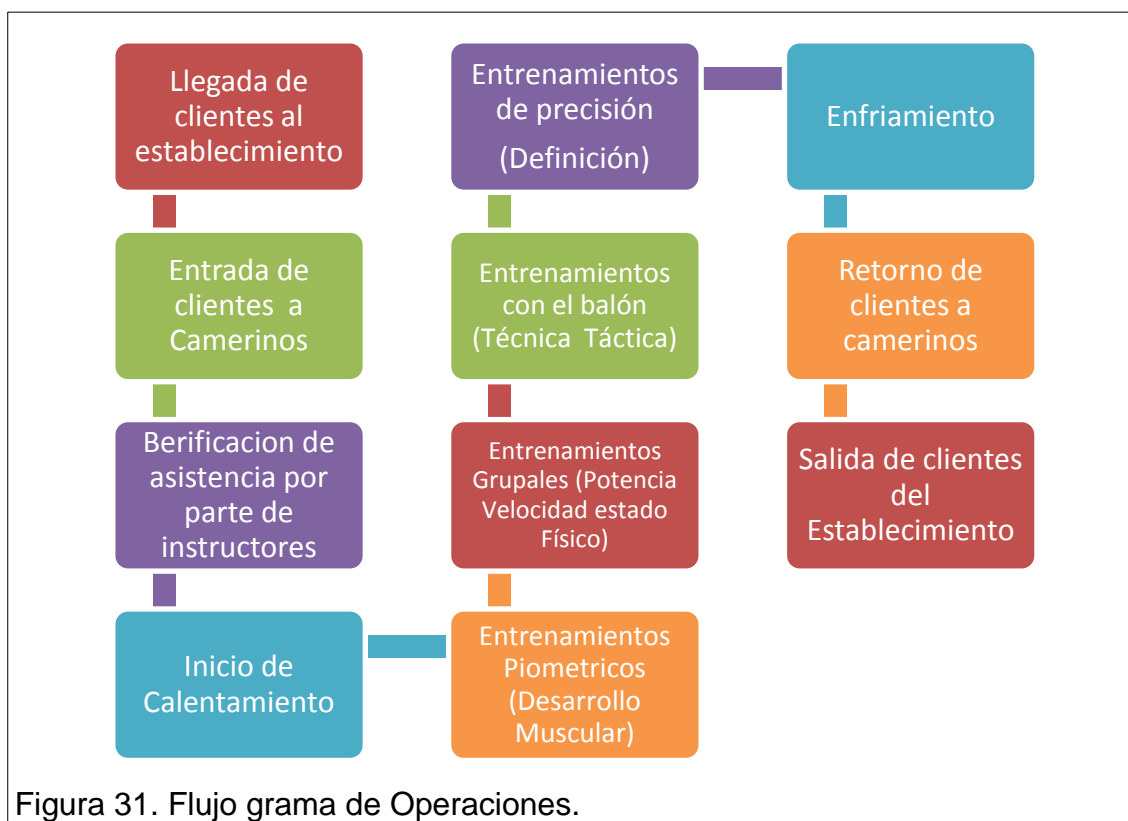 Llegada de
clientes al
establecimiento
Entrada de
clientes a
Camerinos
Berificacion de
asistencia por
parte de
instructores
Inicio de
Calentamiento
Entrenamientos
Piometricos
(Desarrollo
Muscular)
Entrenamientos
Grupales (Potencia
Velocidad estado
Físico)
Entrenamientos
con el balón
(Técnica Táctica)
Entrenamientos
de precisión
(Definición)
Enfriamiento
Retorno de
clientes a
camerinos
Salida de clientes
del
Establecimiento
Figura 31. Flujo grama de Operaciones.